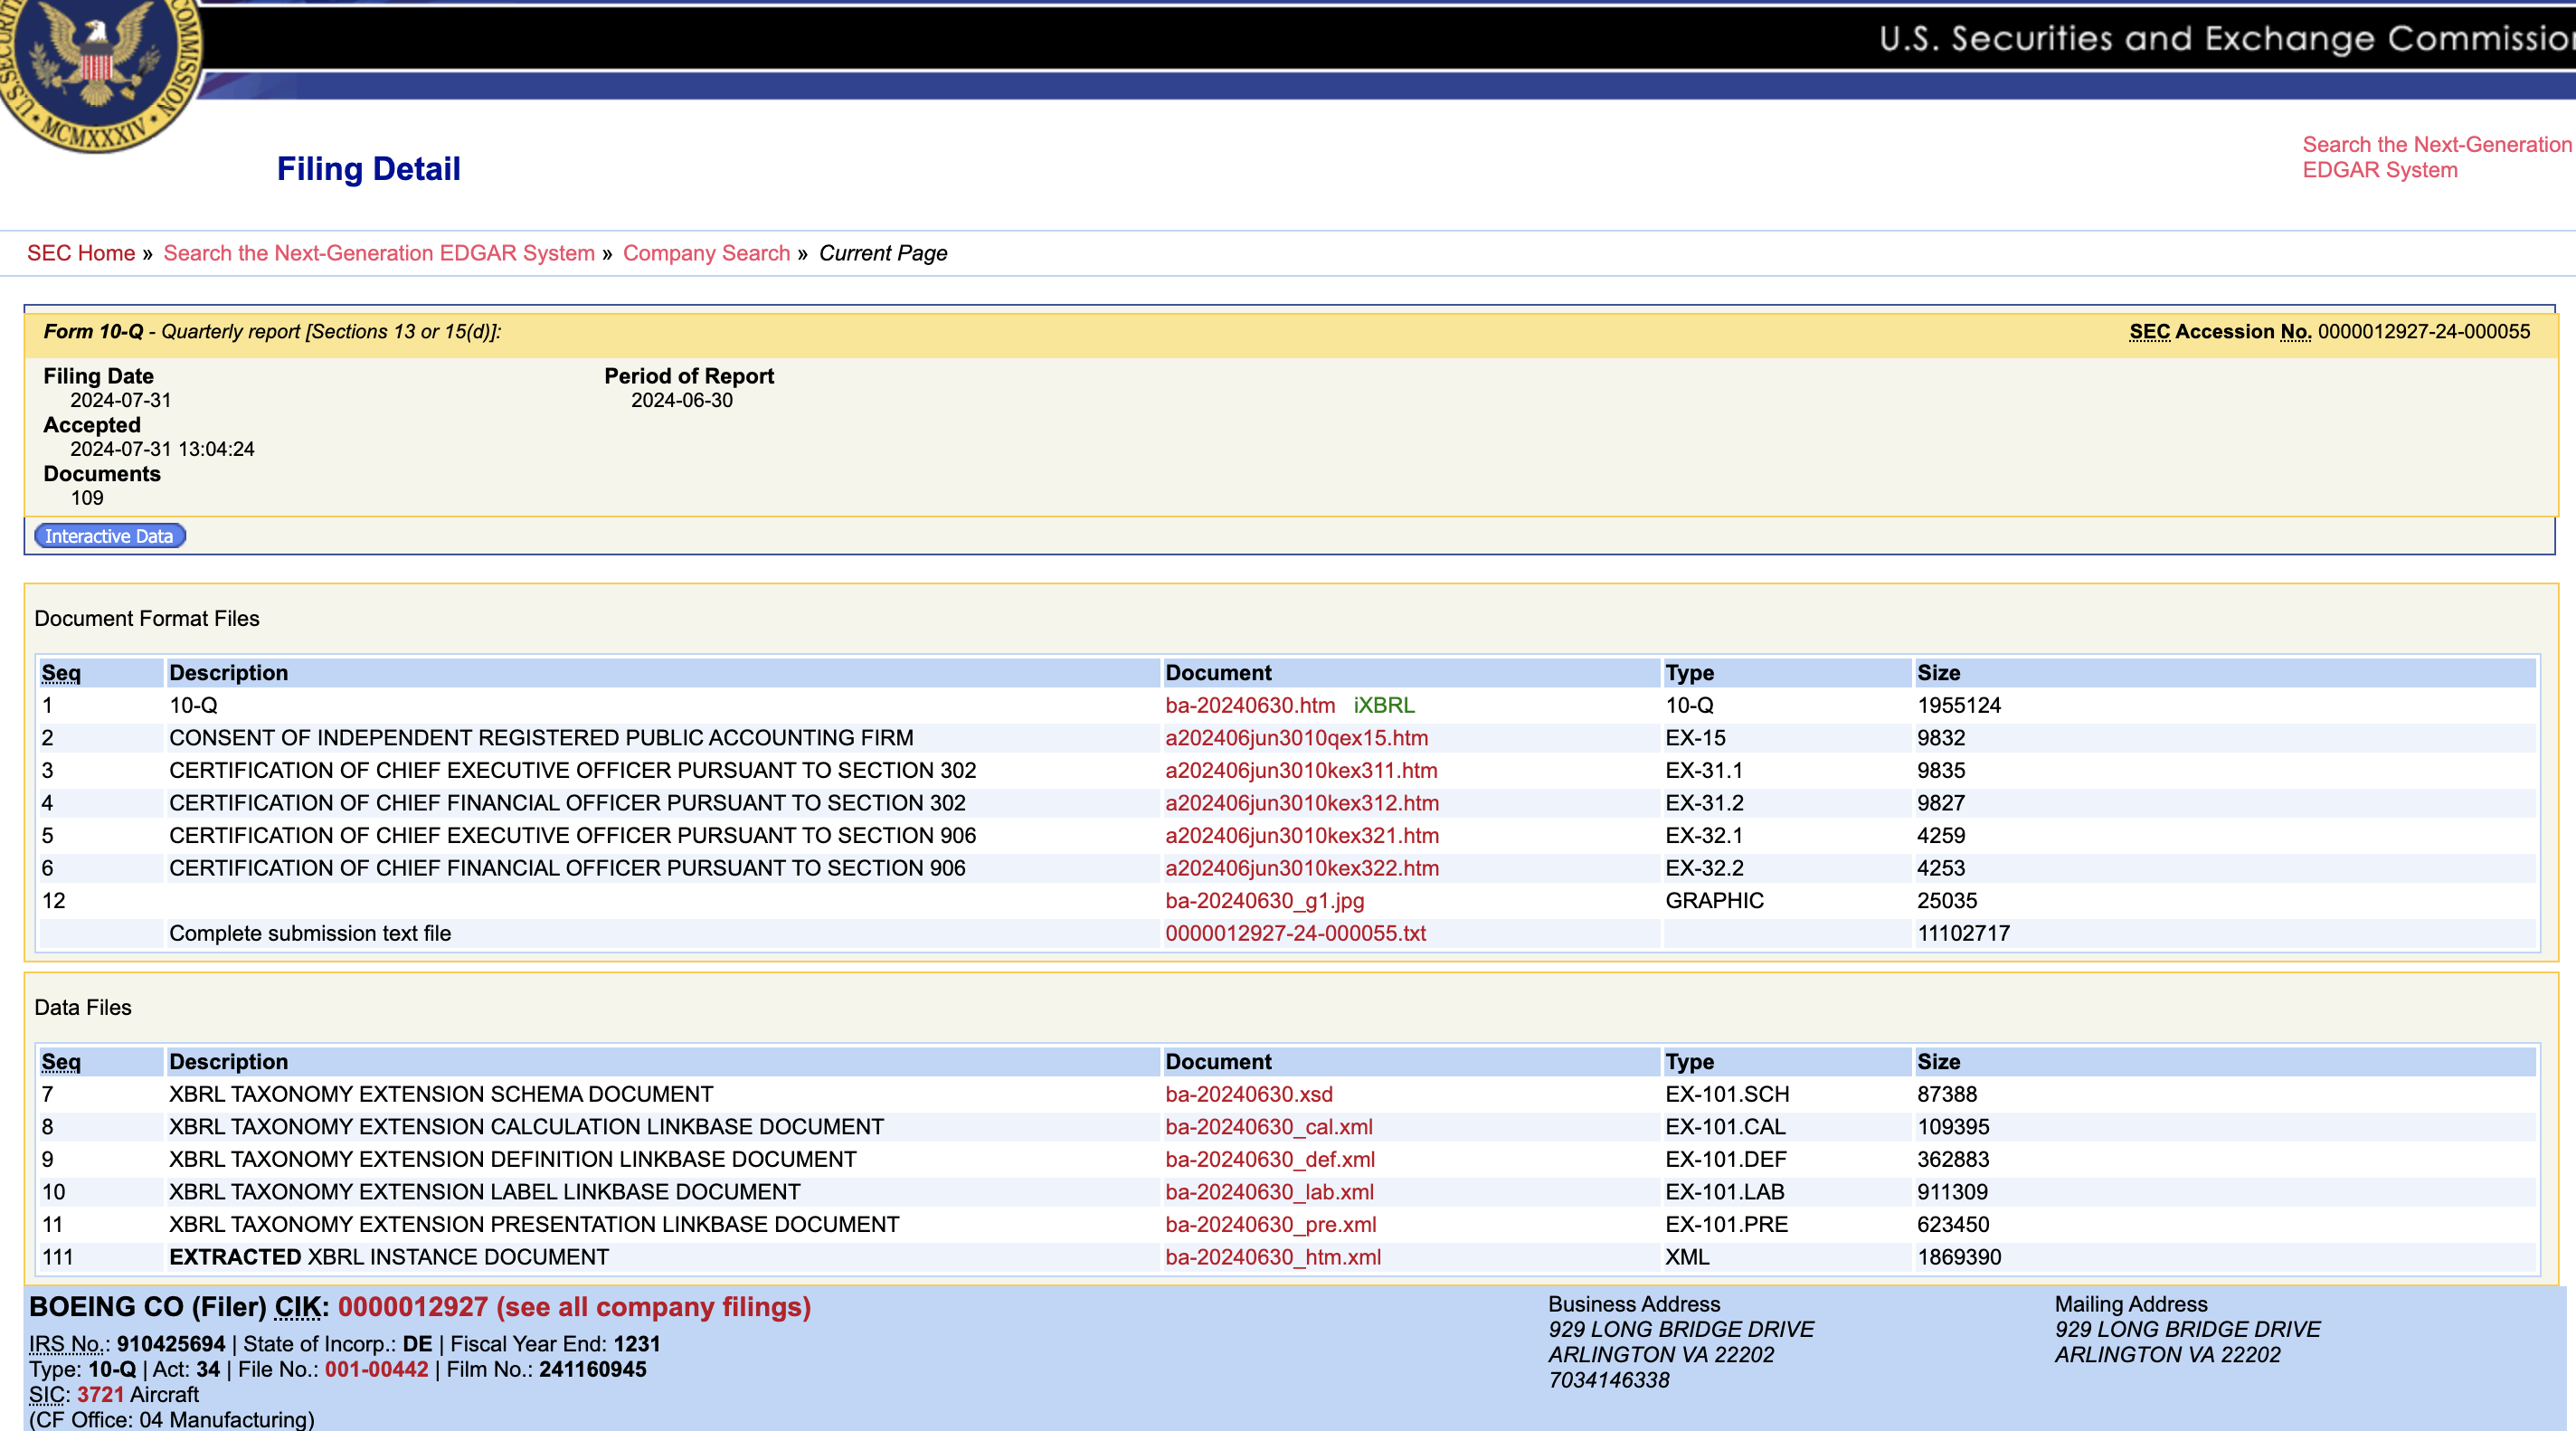 U.S. Securities and Exchange Commissio
MCMXXXIV
Filing Detail
Search the Next-Generation
EDGAR System
SEC Home » Search the Next-Generation EDGAR System » Company Search » Current Page
Form 10-Q - Quarterly report [Sections 13 or 15(d)]: SEC Accession No. 0000012927-24-000055
Filing Date Period of Report
2024-07-31 2024-06-30
Accepted
2024-07-31 13:04:24
Documents
109
Interactive Data
Document Format Files
Seq Description Document Type Size
1 10-Q ba-20240630.htm iXBRL 10-Q 1955124
2 CONSENT OF INDEPENDENT REGISTERED PUBLIC ACCOUNTING FIRM a202406jun3010qex15.htm EX-15 9832
3 CERTIFICATION OF CHIEF EXECUTIVE OFFICER PURSUANT TO SECTION 302 a202406jun3010kex311.htm EX-31.1 9835
4 CERTIFICATION OF CHIEF FINANCIAL OFFICER PURSUANT TO SECTION 302 a202406jun3010kex312.htm EX-31.2 9827
5 CERTIFICATION OF CHIEF EXECUTIVE OFFICER PURSUANT TO SECTION 906 a202406jun3010kex321.htm EX-32.1 4259
6 CERTIFICATION OF CHIEF FINANCIAL OFFICER PURSUANT TO SECTION 906 a202406jun3010kex322.htm EX-32.2 4253
12 ba-20240630_g1.jpg GRAPHIC 25035
Complete submission text file 0000012927-24-000055.txt 11102717
Data Files
Seq Description Document Type Size
7 XBRL TAXONOMY EXTENSION SCHEMA DOCUMENT ba-20240630.xsd EX-101.SCH 87388
8 XBRL TAXONOMY EXTENSION CALCULATION LINKBASE DOCUMENT ba-20240630_cal.xml EX-101.CAL 109395
9 XBRL TAXONOMY EXTENSION DEFINITION LINKBASE DOCUMENT ba-20240630_def.xml EX-101.DEF 362883
10 XBRL TAXONOMY EXTENSION LABEL LINKBASE DOCUMENT ba-20240630_lab.xml EX-101.LAB 911309
11 XBRL TAXONOMY EXTENSION PRESENTATION LINKBASE DOCUMENT ba-20240630_pre.xml EX-101.PRE 623450
111 EXTRACTED XBRL INSTANCE DOCUMENT ba-20240630_htm.xml XML 1869390
BOEING CO (Filer) CIK: 0000012927 (see all company filings)
IRS No.: 910425694 | State of Incorp.: DE | Fiscal Year End: 1231
Type: 10-Q | Act: 34 | File No.: 001-00442 | Film No.: 241160945
SIC: 3721 Aircraft
(CF Office: 04 Manufacturing)
Business Address
929 LONG BRIDGE DRIVE
ARLINGTON VA 22202
7034146338
Mailing Address
929 LONG BRIDGE DRIVE
ARLINGTON VA 22202